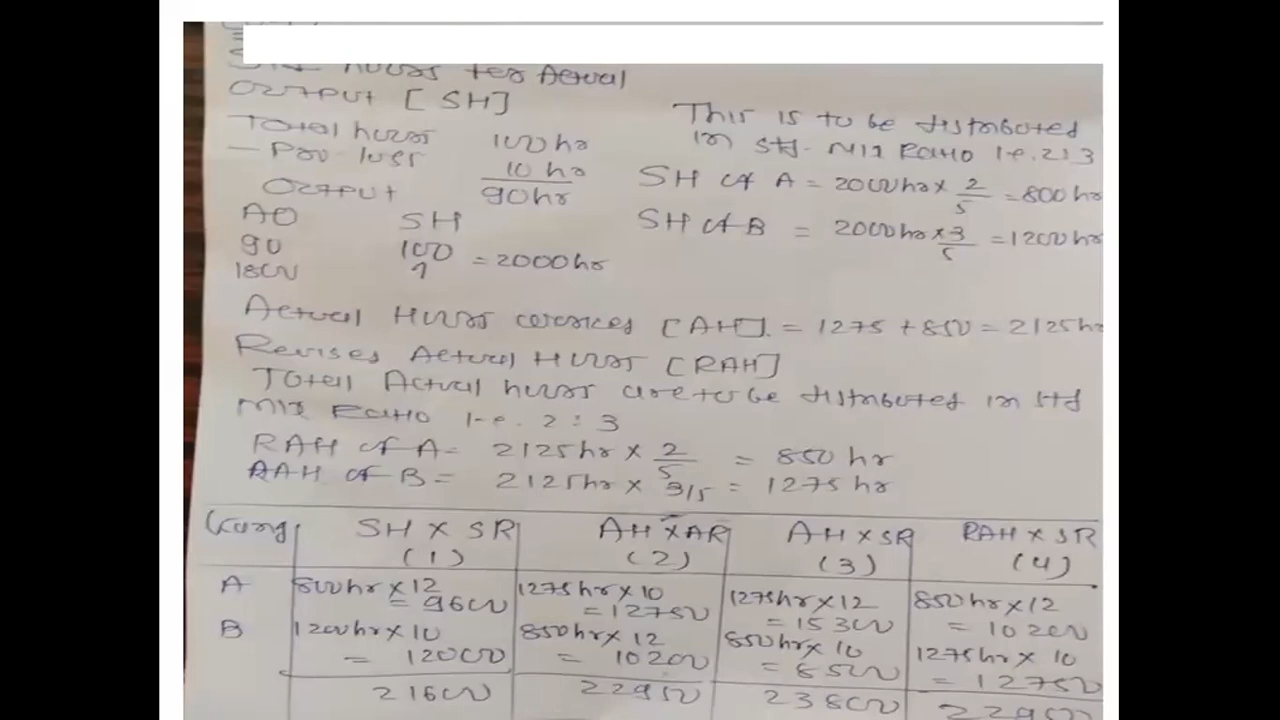 Std hours for Actual
Output [SH]
Total hours 100 hr
- Pro. loss 10 hr
Output 90 hr
AO SH
90 100
1800 ? = 2000 hr
This is to be distributed
in std. Mix Ratio i.e. 2:3
SH of A = 2000 hr × 2/5 = 800 hr
SH of B = 2000 hr × 3/5 = 1200 hr
Actual Hours worked [AH] = 1275 + 850 = 2125 hr
Revised Actual Hours [RAH]
Total Actual hours are to be distributed in std
Mix Ratio i.e. 2 : 3
RAH of A = 2125 hr × 2/5 = 850 hr
RAH of B = 2125 hr × 3/5 = 1275 hr
SH × SR AH × AR AH × SR RAH × SR
(1) (2) (3) (4)
A 800 hr × 12 1275 hr × 10 1275 hr × 12 850 hr × 12
= 9600 = 12750 = 15300 = 10200
B 1200 hr × 10 850 hr × 12 850 hr × 10 1275 hr × 10
= 12000 = 10200 = 8500 = 12750
21600 22950 23800 22950